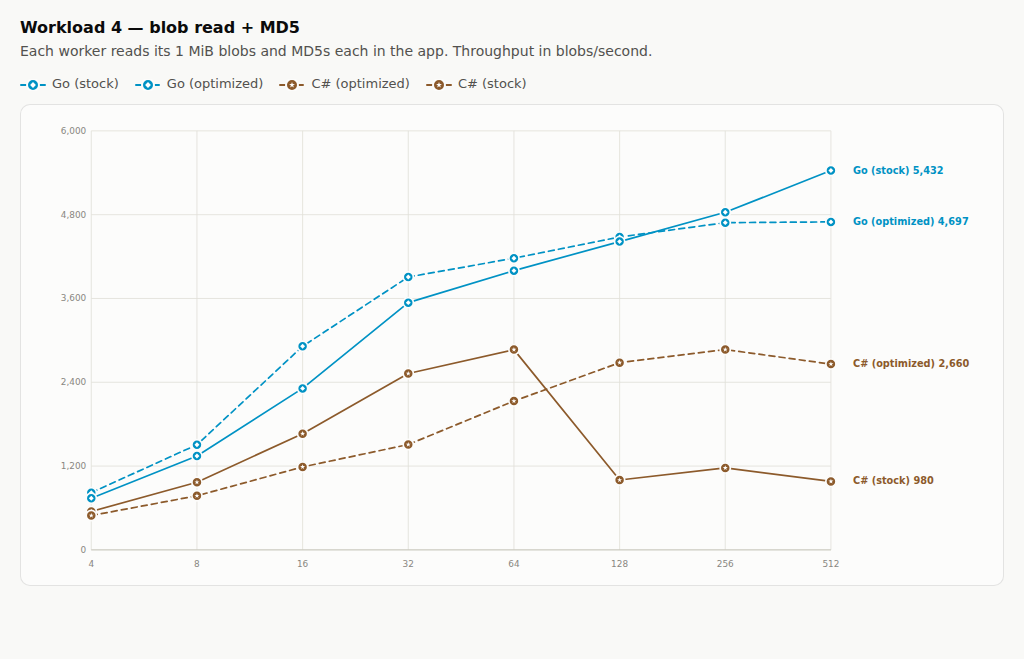 Workload 4 — blob read + MD5
Each worker reads its 1 MiB blobs and MD5s each in the app. Throughput in blobs/second.
Go (stock) Go (optimized) C# (optimized) C# (stock)
6,000
4,800
3,600
2,400
1,200
0
4 8 16 32 64 128 256 512
Go (stock) 5,432
Go (optimized) 4,697
C# (optimized) 2,660
C# (stock) 980